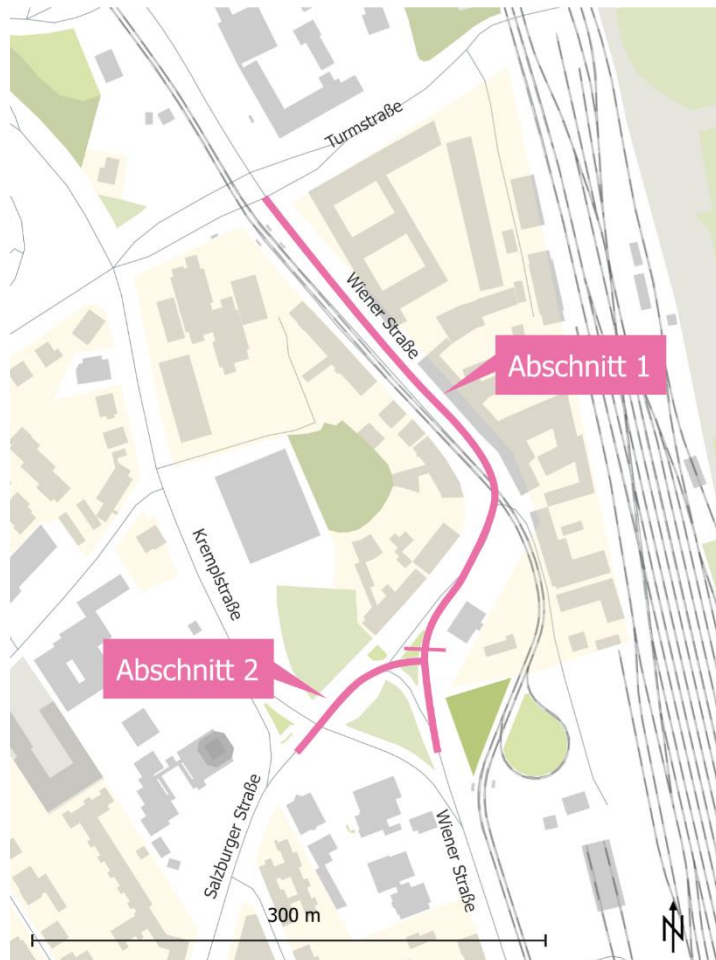 Turmstraße
Wiener Straße
Abschnitt 1
Kremplstraße
Abschnitt 2
Salzburger Straße
Wiener Straße
300 m
N